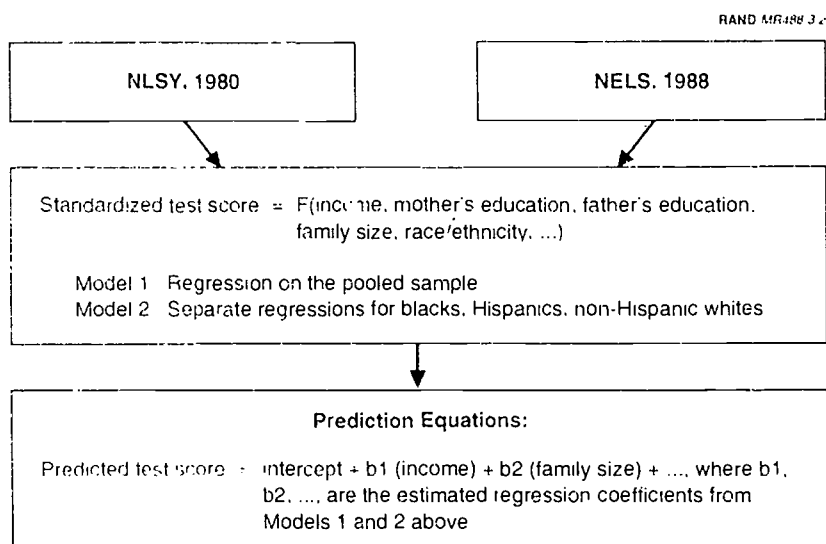 RAND MR488 3 2
NLSY, 1980
NELS, 1988
Standardized test score = F(income, mother's education, father's education,
family size, race/ethnicity, ...)
Model 1 Regression on the pooled sample
Model 2 Separate regressions for blacks, Hispanics, non-Hispanic whites
Prediction Equations:
Predicted test score = intercept + b1 (income) + b2 (family size) + ..., where b1,
b2, ..., are the estimated regression coefficients from
Models 1 and 2 above